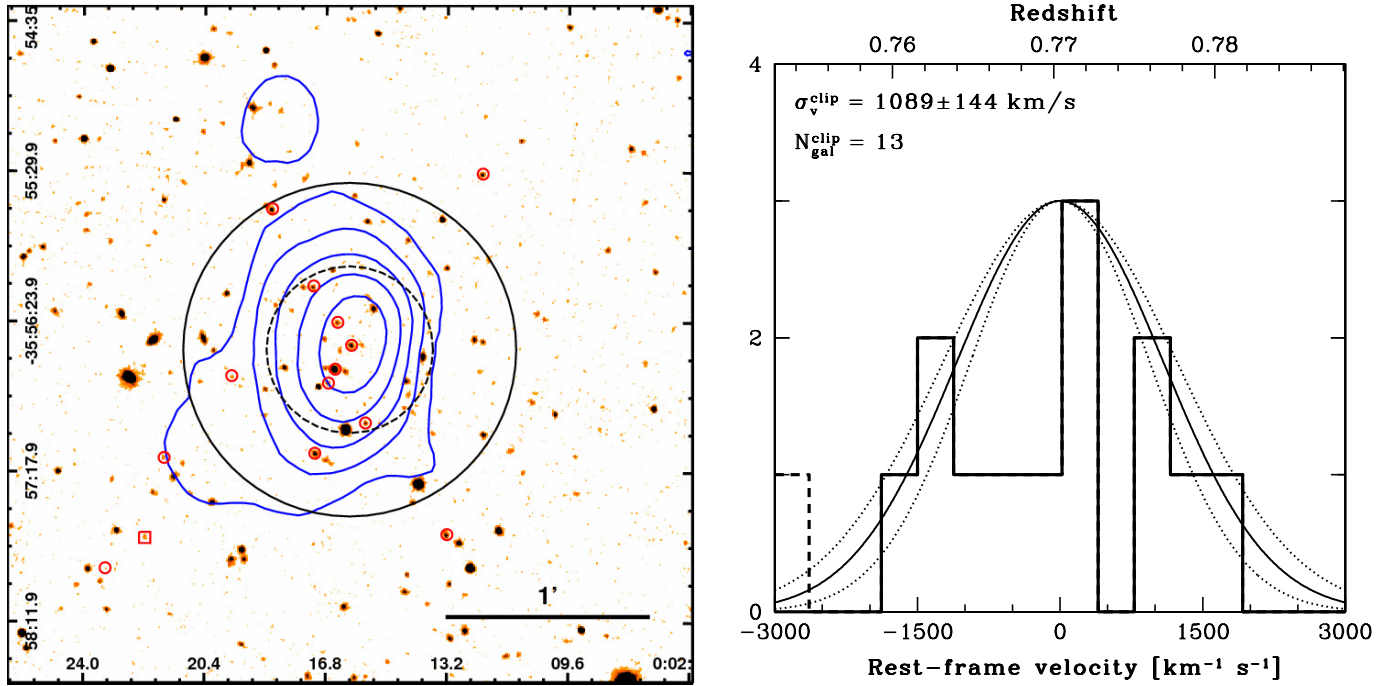 54:35
55:29.9
-35:56:23.9
57:17.9
58:11.9
1'
24.0 20.4 16.8 13.2 9.6 0:02:
Redshift
0.76 0.77 0.78
4
σ_v^clip = 1089±144 km/s
N_gal^clip = 13
2
0
−3000 −1500 0 1500 3000
Rest−frame velocity [km⁻¹ s⁻¹]